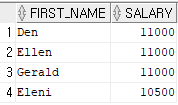 FIRST_NAME SALARY
1 Den 11000
2 Ellen 11000
3 Gerald 11000
4 Eleni 10500